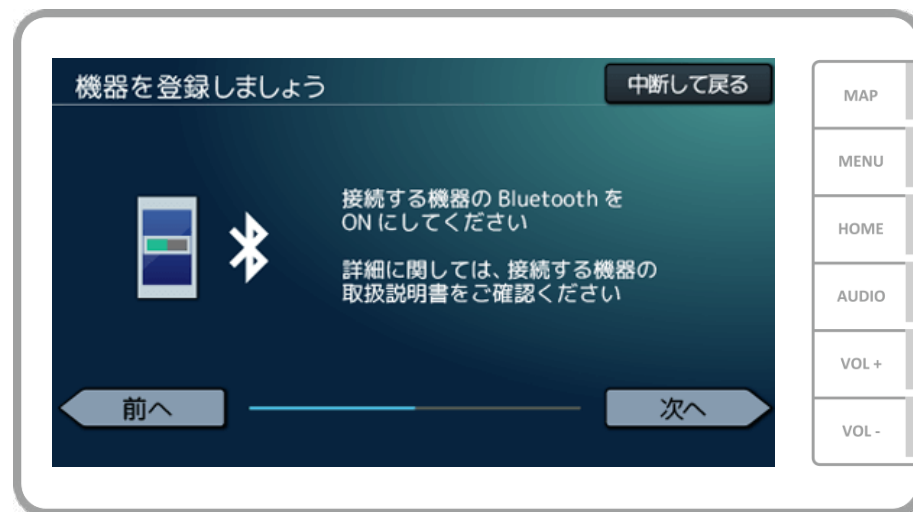 機器を登録しましょう
中断して戻る
接続する機器の Bluetooth を
ON にしてください
詳細に関しては、接続する機器の
取扱説明書をご確認ください
前へ
次へ
MAP
MENU
HOME
AUDIO
VOL +
VOL -